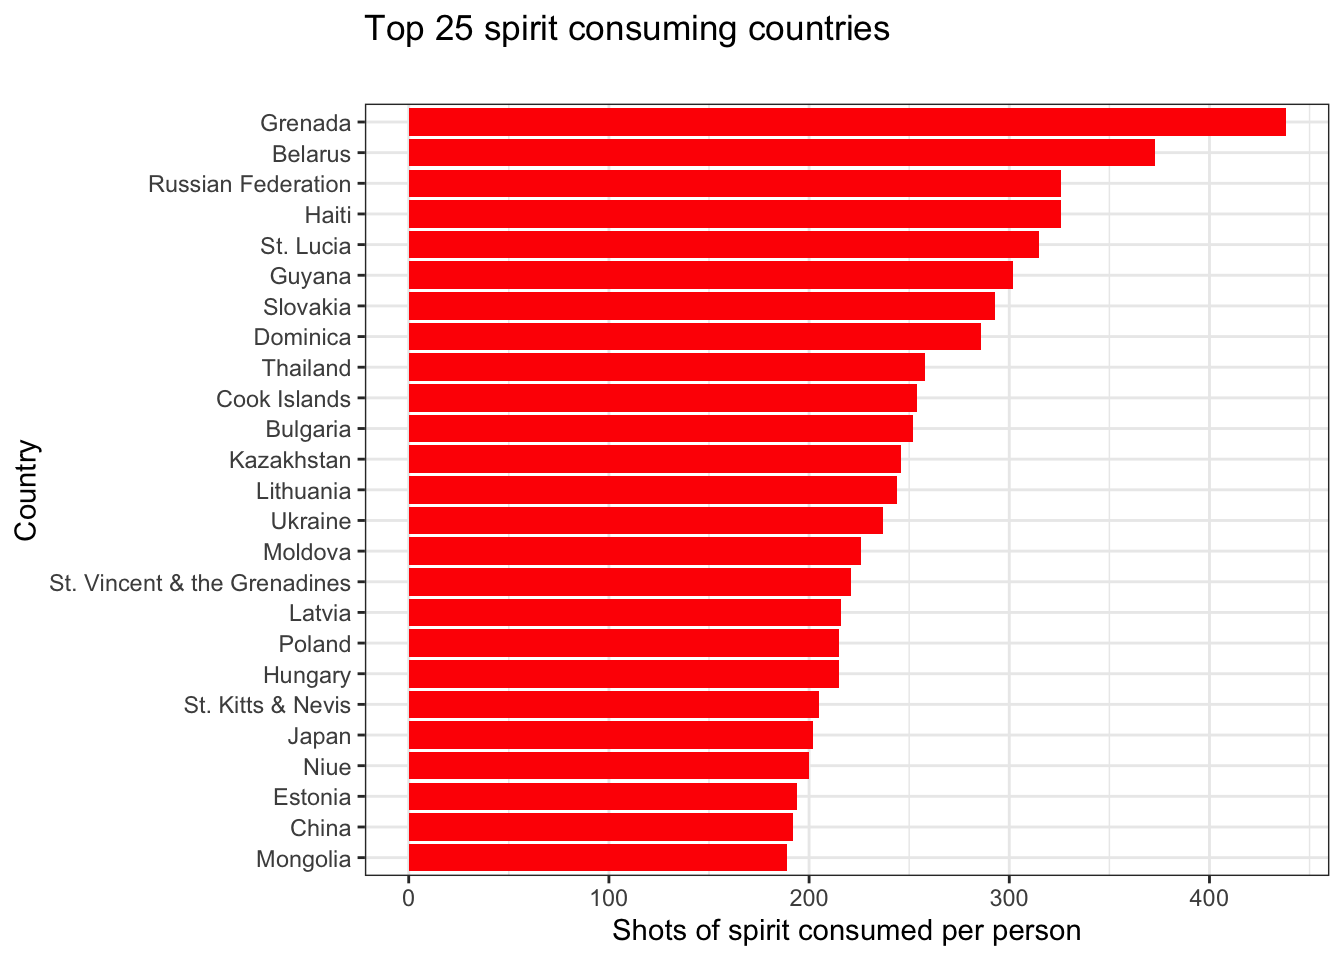 Top 25 spirit consuming countries
Grenada
Belarus
Russian Federation
Haiti
St. Lucia
Guyana
Slovakia
Dominica
Thailand
Cook Islands
Bulgaria
Kazakhstan
Lithuania
Ukraine
Moldova
St. Vincent & the Grenadines
Latvia
Poland
Hungary
St. Kitts & Nevis
Japan
Niue
Estonia
China
Mongolia
Country
0 100 200 300 400
Shots of spirit consumed per person